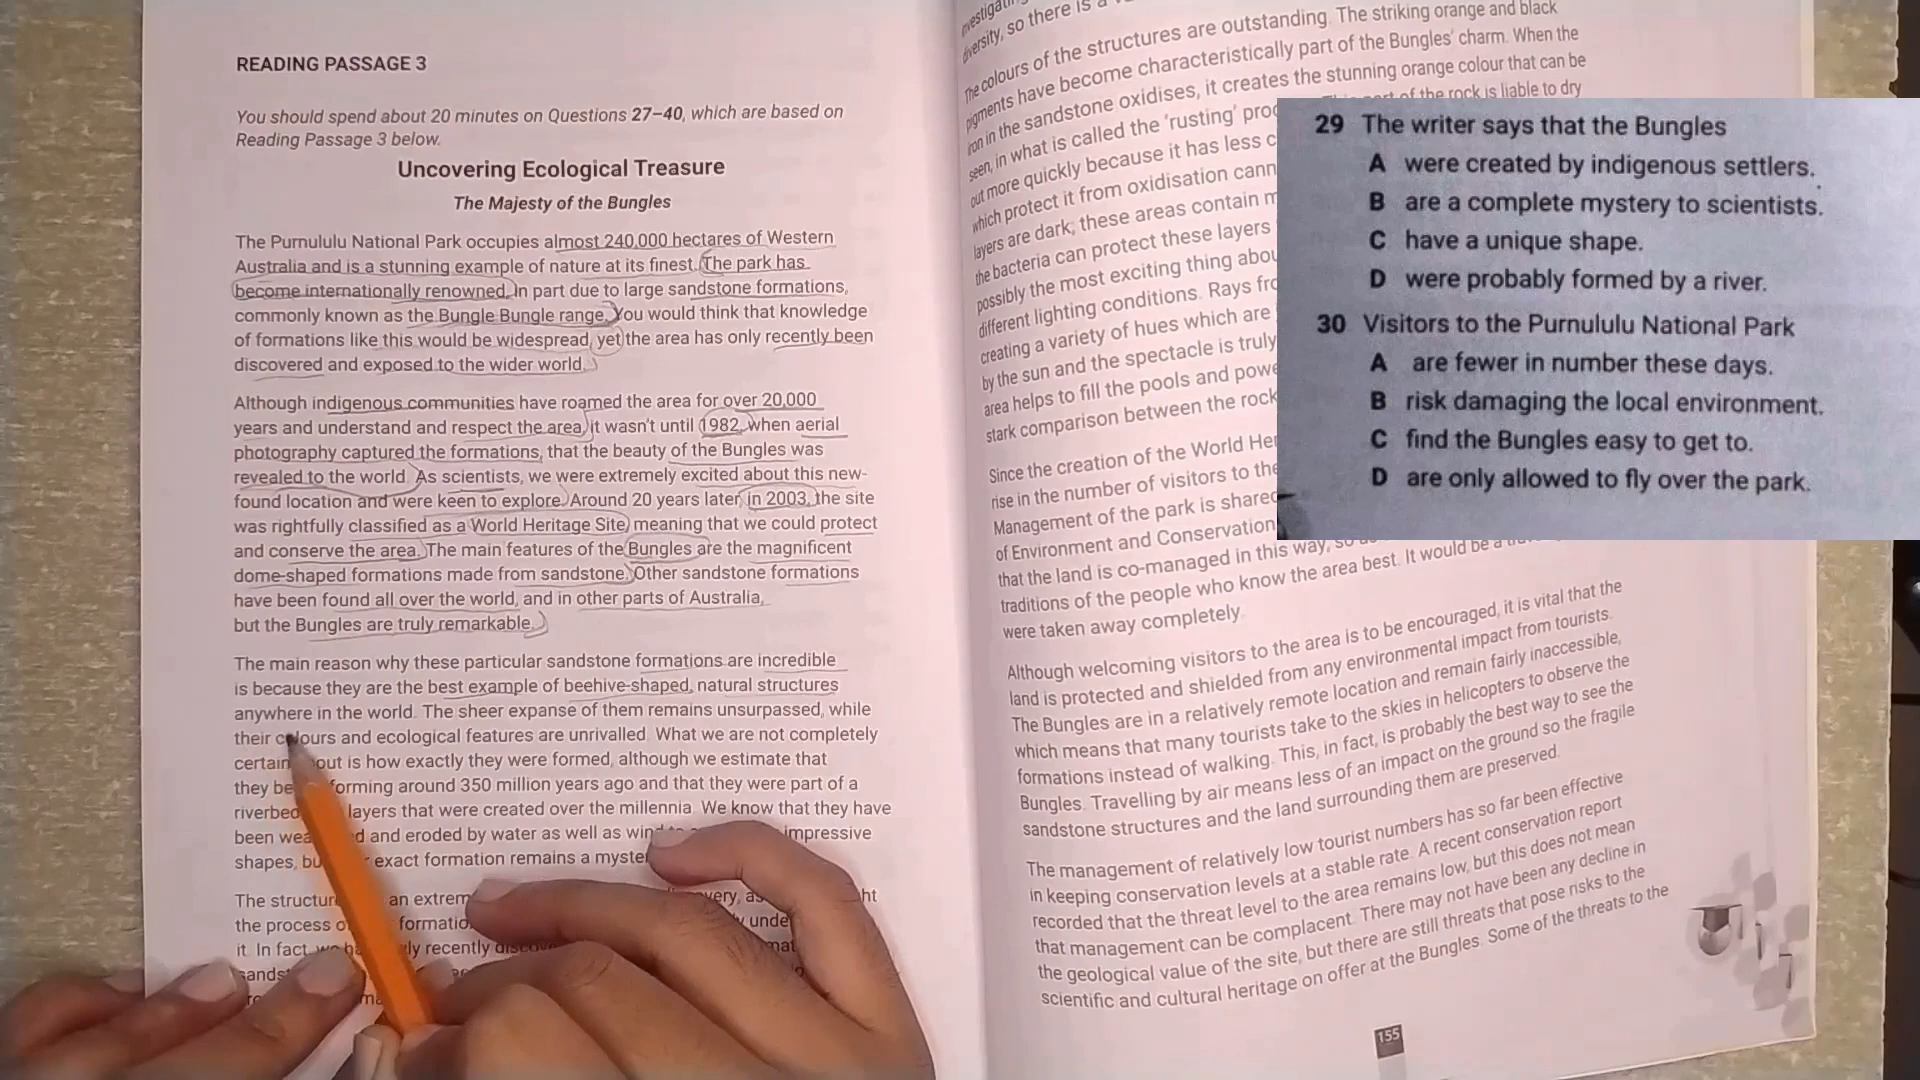 READING PASSAGE 3
You should spend about 20 minutes on Questions 27–40, which are based on
Reading Passage 3 below.
Uncovering Ecological Treasure
The Majesty of the Bungles
The Purnululu National Park occupies almost 240,000 hectares of Western
Australia and is a stunning example of nature at its finest. The park has
become internationally renowned, in part due to large sandstone formations,
commonly known as the Bungle Bungle range. You would think that knowledge
of formations like this would be widespread, yet the area has only recently been
discovered and exposed to the wider world.
Although indigenous communities have roamed the area for over 20,000
years and understand and respect the area, it wasn't until 1982, when aerial
photography captured the formations, that the beauty of the Bungles was
revealed to the world. As scientists, we were extremely excited about this new-
found location and were keen to explore. Around 20 years later, in 2003, the site
was rightfully classified as a World Heritage Site, meaning that we could protect
and conserve the area. The main features of the Bungles are the magnificent
dome-shaped formations made from sandstone. Other sandstone formations
have been found all over the world, and in other parts of Australia,
but the Bungles are truly remarkable.
The main reason why these particular sandstone formations are incredible
is because they are the best example of beehive-shaped, natural structures
anywhere in the world. The sheer expanse of them remains unsurpassed, while
their colours and ecological features are unrivalled. What we are not completely
certain about is how exactly they were formed, although we estimate that
they forming around 350 million years ago and that they were part of a
layers that were created over the millennia. We know that they have
been and eroded by water as well as wind impressive
shapes, exact formation remains a
The an extrem
the process formatio unde
it. In fact, recently
investigating
diversity, so there is a
The colours of the structures are outstanding. The striking orange and black
pigments have become characteristically part of the Bungles' charm. When the
iron in the sandstone oxidises, it creates the stunning orange colour that can be
seen, in what is called the 'rusting' of the rock is liable to dry
out more quickly because it has less
which protect it from oxidisation
layers are dark; these areas contain
the bacteria can protect these layers
possibly the most exciting thing
different lighting conditions. Rays
creating a variety of hues which are
by the sun and the spectacle is truly
area helps to fill the pools and
stark comparison between the rock
Since the creation of the World
rise in the number of visitors to the
Management of the park is shared
of Environment and Conservation
that the land is co-managed in this way, It would be a
traditions of the people who know the area best.
were taken away completely.
Although welcoming visitors to the area is to be encouraged, it is vital that the
land is protected and shielded from any environmental impact from tourists.
The Bungles are in a relatively remote location and remain fairly inaccessible,
which means that many tourists take to the skies in helicopters to observe the
formations instead of walking. This, in fact, is probably the best way to see the
Bungles. Travelling by air means less of an impact on the ground so the fragile
sandstone structures and the land surrounding them are preserved.
The management of relatively low tourist numbers has so far been effective
in keeping conservation levels at a stable rate. A recent conservation report
recorded that the threat level to the area remains low, but this does not mean
that management can be complacent. There may not have been any decline in
the geological value of the site, but there are still threats that pose risks to the
scientific and cultural heritage on offer at the Bungles. Some of the threats to the
155
29 The writer says that the Bungles
A were created by indigenous settlers.
B are a complete mystery to scientists.
C have a unique shape.
D were probably formed by a river.
30 Visitors to the Purnululu National Park
A are fewer in number these days.
B risk damaging the local environment.
C find the Bungles easy to get to.
D are only allowed to fly over the park.